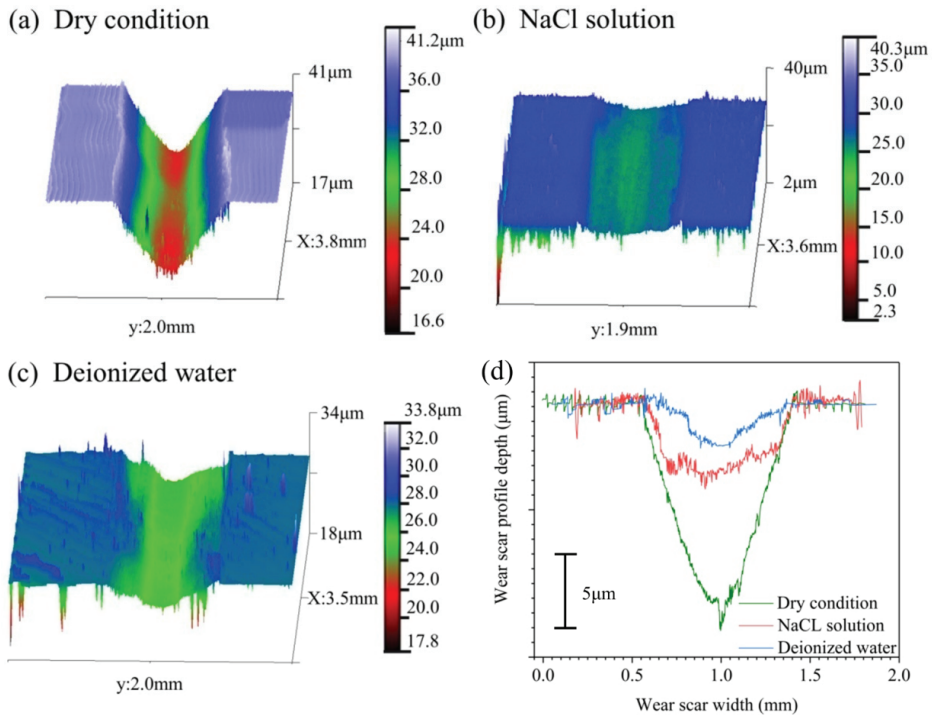 (a) Dry condition
41.2μm
36.0
32.0
28.0
24.0
20.0
16.6
41μm
17μm
X:3.8mm
y:2.0mm
(b) NaCl solution
40.3μm
35.0
30.0
25.0
20.0
15.0
10.0
5.0
2.3
40μm
2μm
X:3.6mm
y:1.9mm
(c) Deionized water
33.8μm
32.0
30.0
28.0
26.0
24.0
22.0
20.0
17.8
34μm
18μm
X:3.5mm
y:2.0mm
(d)
Wear scar profile depth (μm)
5μm
Dry condition
NaCL solution
Deionized water
0.0 0.5 1.0 1.5 2.0
Wear scar width (mm)